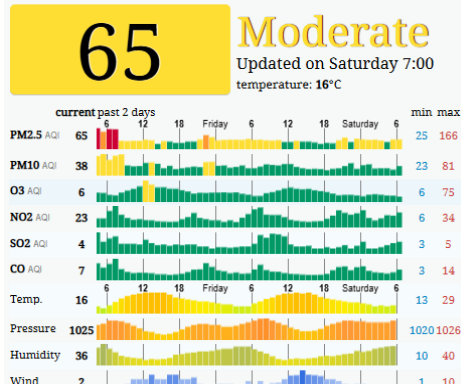 65
Moderate
Updated on Saturday 7:00
temperature: 16°C
current past 2 days min max
6 12 18 Friday 6 12 18 Saturday 6
PM2.5 AQI 65 25 166
PM10 AQI 38 23 81
O3 AQI 6 6 75
NO2 AQI 23 6 34
SO2 AQI 4 3 5
CO AQI 7 3 14
6 12 18 Friday 6 12 18 Saturday 6
Temp. 16 13 29
Pressure 1025 1020 1026
Humidity 36 10 40
Wind 2 1 10